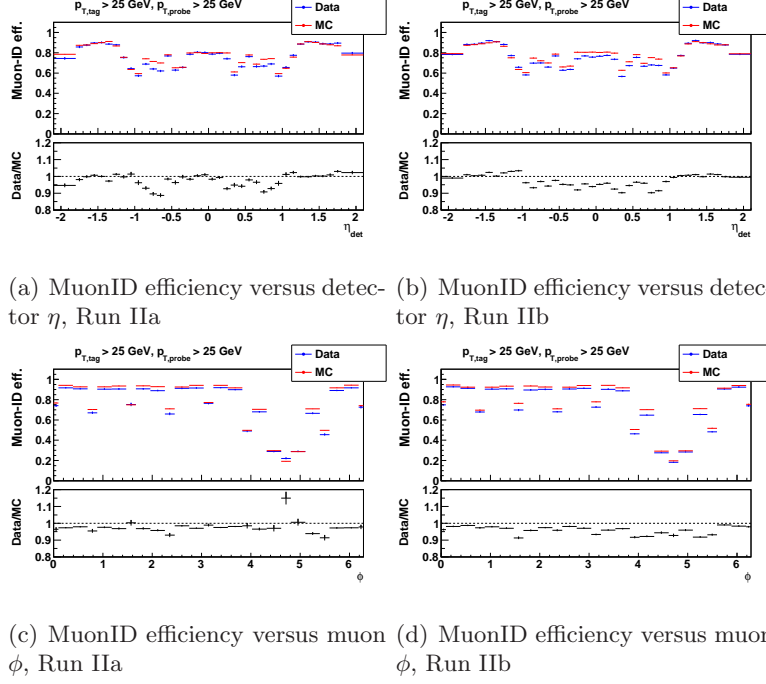 p_T,tag > 25 GeV, p_T,probe > 25 GeV
Data
MC
Muon-ID eff.
1
0.8
0.6
0.4
0.2
0
Data/MC
1.2
1.1
1
0.9
0.8
-2 -1.5 -1 -0.5 0 0.5 1 1.5 2
η_det
p_T,tag > 25 GeV, p_T,probe > 25 GeV
Data
MC
Muon-ID eff.
1
0.8
0.6
0.4
0.2
0
Data/MC
1.2
1.1
1
0.9
0.8
-2 -1.5 -1 -0.5 0 0.5 1 1.5 2
η_det
(a) MuonID efficiency versus detec-
tor η, Run IIa
(b) MuonID efficiency versus detec
tor η, Run IIb
p_T,tag > 25 GeV, p_T,probe > 25 GeV
Data
MC
Muon-ID eff.
1
0.8
0.6
0.4
0.2
0
Data/MC
1.2
1.1
1
0.9
0.8
0 1 2 3 4 5 6
ϕ
p_T,tag > 25 GeV, p_T,probe > 25 GeV
Data
MC
Muon-ID eff.
1
0.8
0.6
0.4
0.2
0
Data/MC
1.2
1.1
1
0.9
0.8
0 1 2 3 4 5 6
ϕ
(c) MuonID efficiency versus muon
ϕ, Run IIa
(d) MuonID efficiency versus muon
ϕ, Run IIb